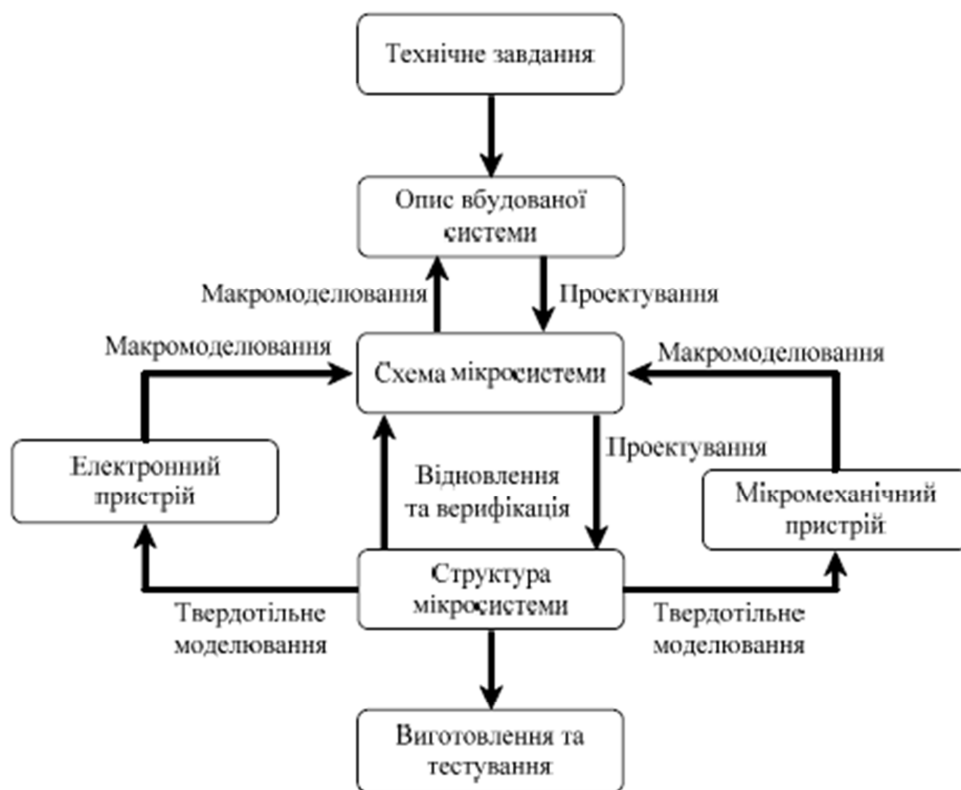 Технічне завдання
Опис вбудованої
системи
Макромоделювання
Проектування
Макромоделювання
Схема мікросистеми
Макромоделювання
Електронний
пристрій
Відновлення
та верифікація
Проектування
Мікромеханічний
пристрій
Структура
мікросистеми
Твердотільне
моделювання
Твердотільне
моделювання
Виготовлення та
тестування